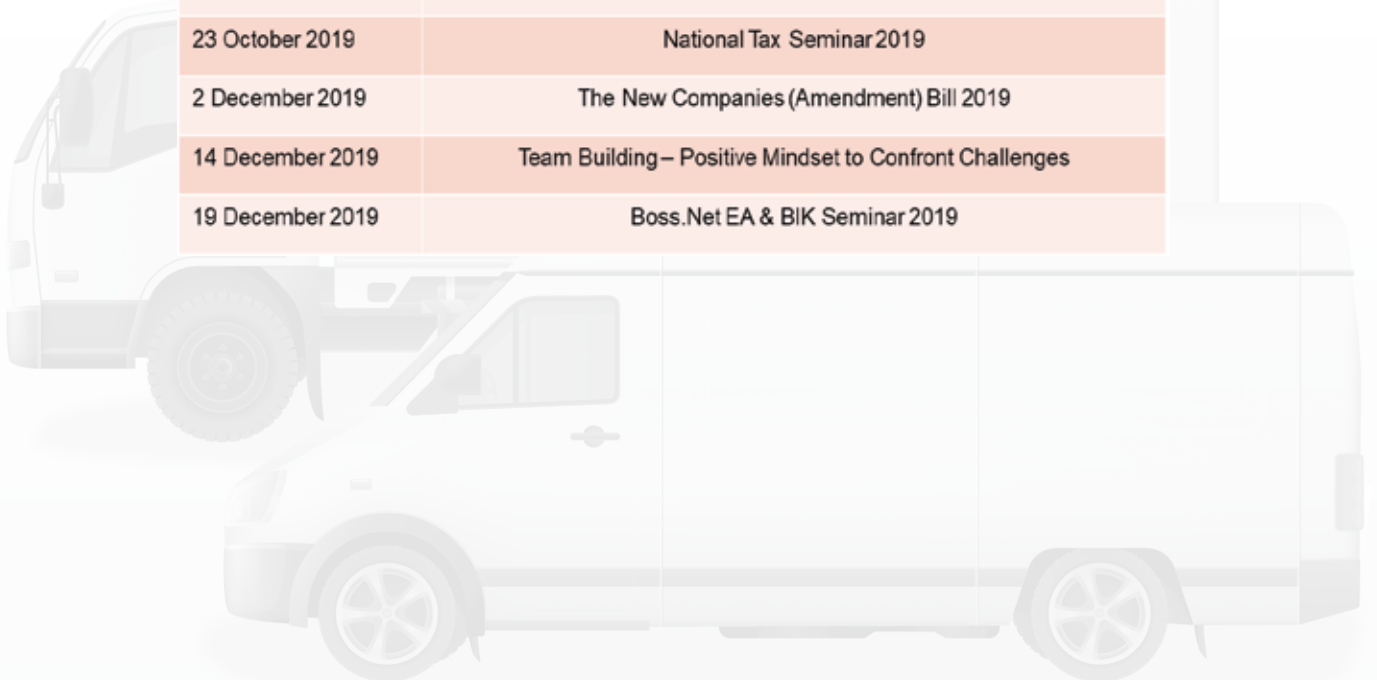 23 October 2019 National Tax Seminar 2019
2 December 2019 The New Companies (Amendment) Bill 2019
14 December 2019 Team Building – Positive Mindset to Confront Challenges
19 December 2019 Boss.Net EA & BIK Seminar 2019